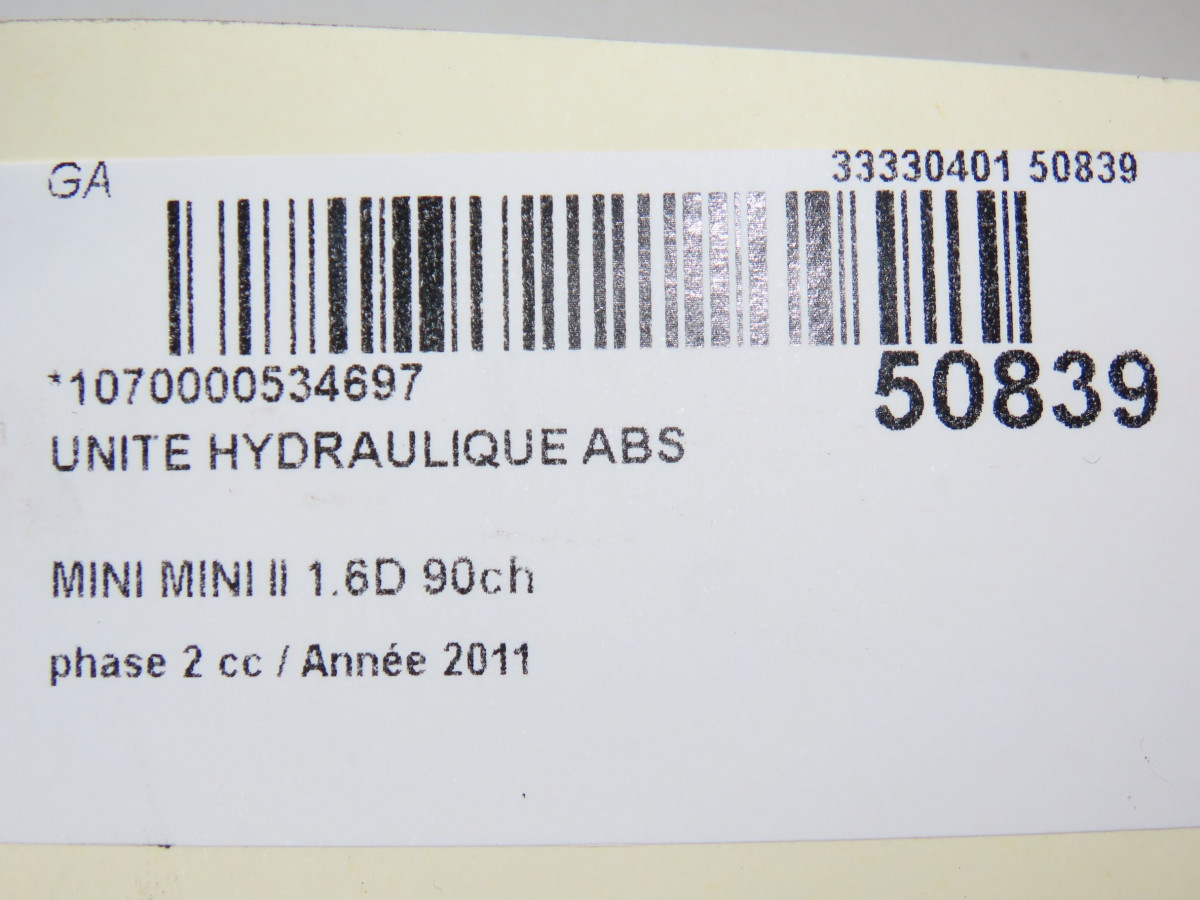 GA 33330401 50839
*1070000534697 50839
UNITE HYDRAULIQUE ABS
MINI MINI II 1.6D 90ch
phase 2 cc / Année 2011